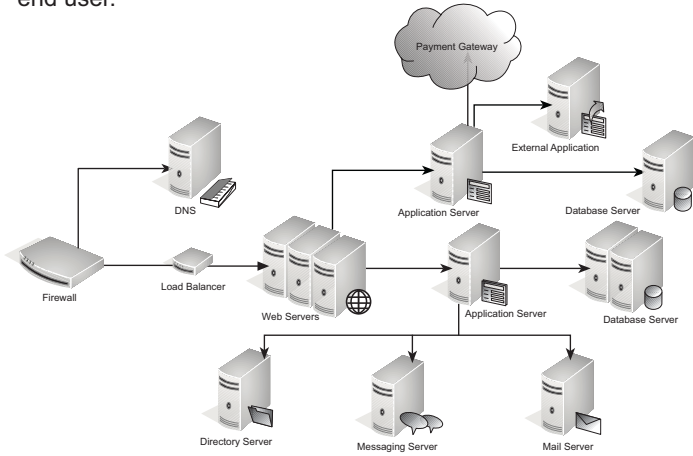 end user.
Payment Gateway
External Application
DNS
Application Server
Database Server
Firewall
Load Balancer
Web Servers
Application Server
Database Server
Directory Server
Messaging Server
Mail Server